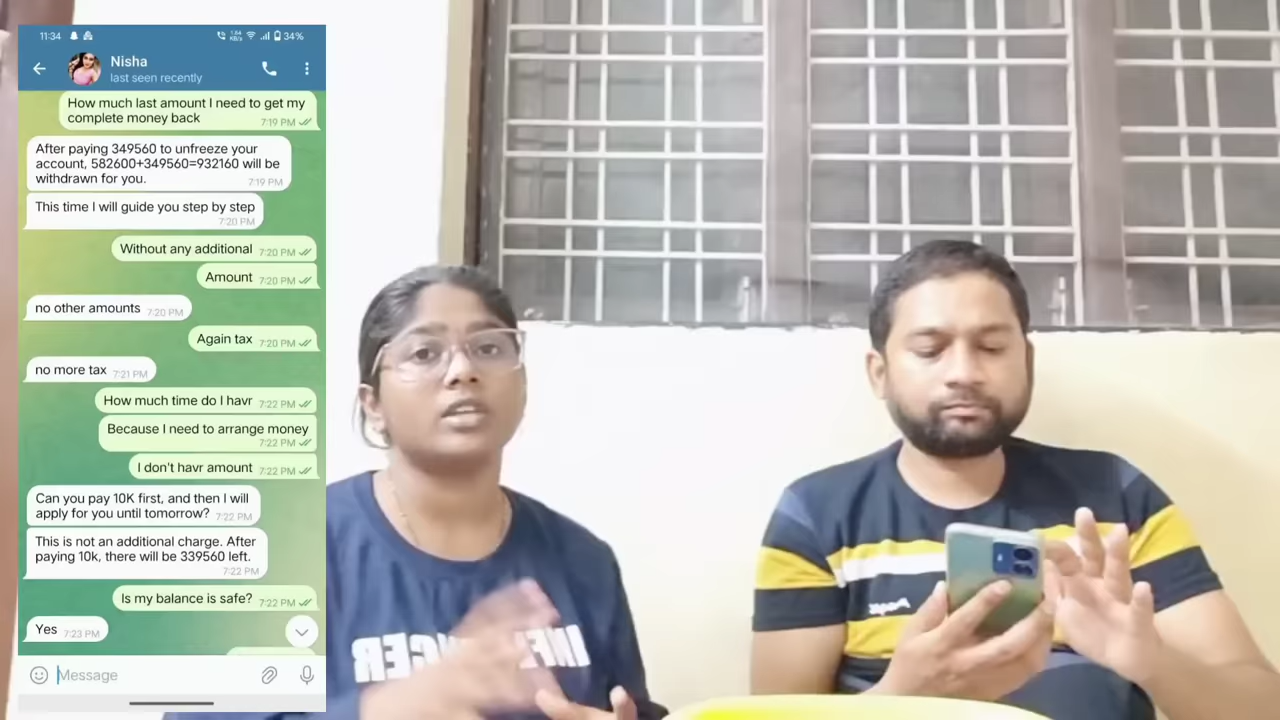 11:34
1.64
KB/s
34%
Nisha
last seen recently
How much last amount I need to get my
complete money back
7:19 PM
After paying 349560 to unfreeze your
account, 582600+349560=932160 will be
withdrawn for you.
7:19 PM
This time I will guide you step by step
7:20 PM
Without any additional 7:20 PM
Amount 7:20 PM
no other amounts 7:20 PM
Again tax 7:20 PM
no more tax 7:21 PM
How much time do I havr 7:22 PM
Because I need to arrange money
7:22 PM
I don't havr amount 7:22 PM
Can you pay 10K first, and then I will
apply for you until tomorrow? 7:22 PM
This is not an additional charge. After
paying 10k, there will be 339560 left.
7:22 PM
Is my balance is safe? 7:22 PM
Yes 7:23 PM
Message